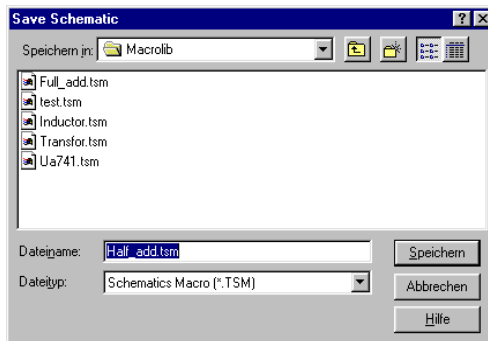 Save Schematic
Speichern in: Macrolib
Full_add.tsm
test.tsm
Inductor.tsm
Transfor.tsm
Ua741.tsm
Dateiname: Half_add.tsm Speichern
Dateityp: Schematics Macro (*.TSM) Abbrechen
Hilfe